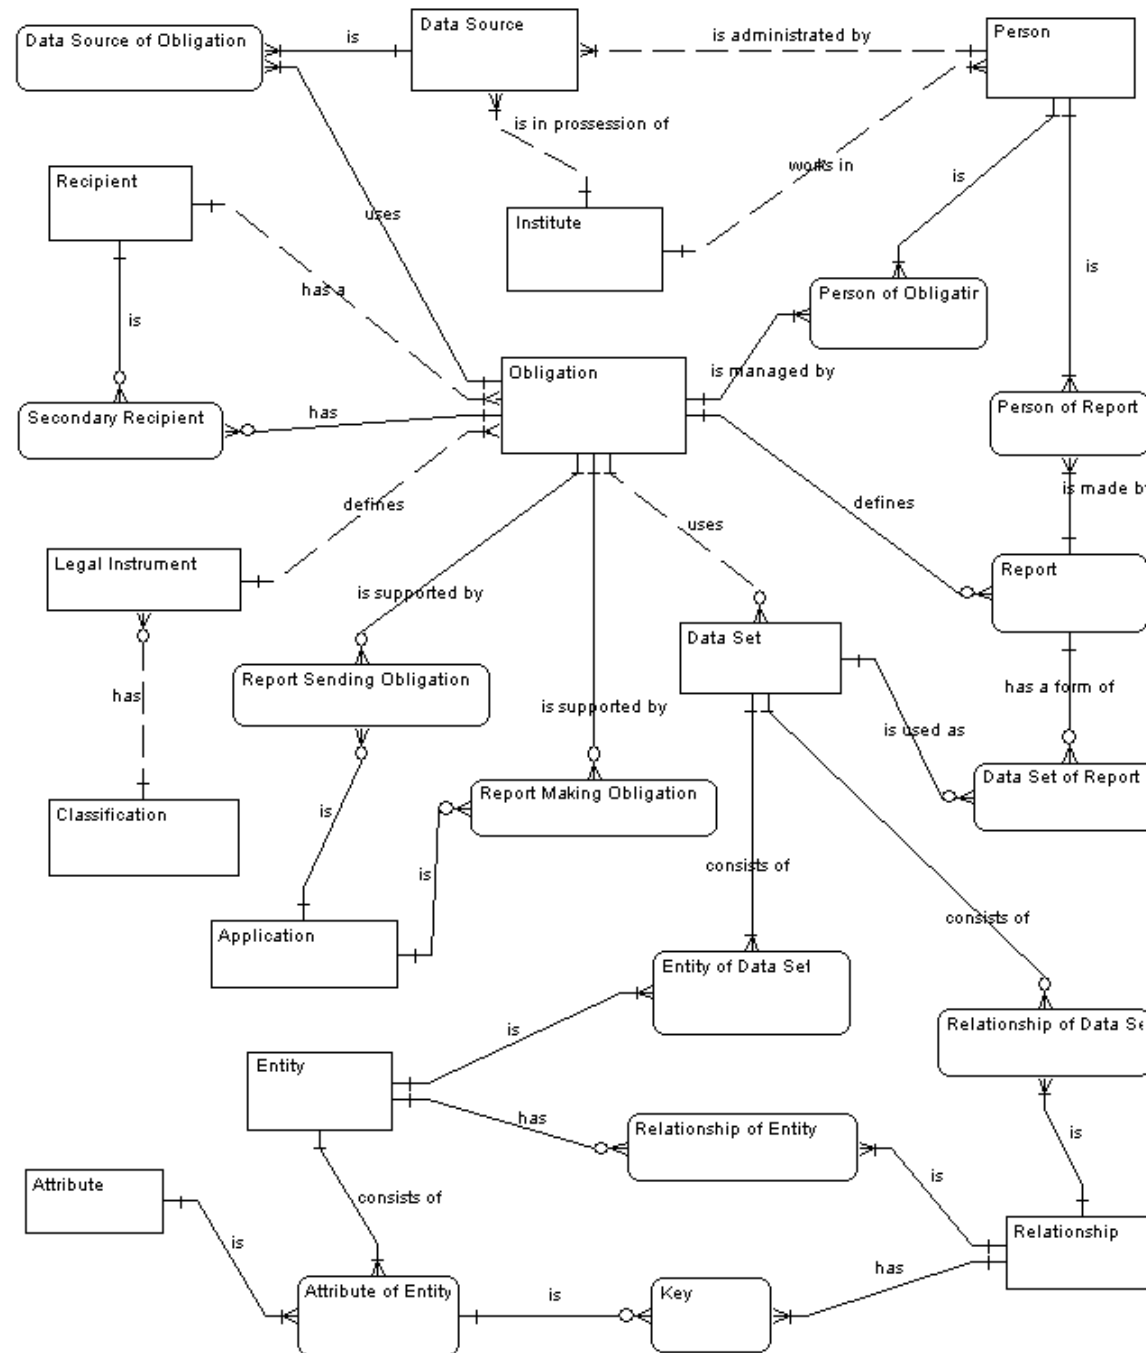 Data Source of Obligation
is
Data Source
is administrated by
Person
is in prossession of
works in
Recipient
uses
Institute
is
has a
is
is
Person of Obligatir
Obligation
is managed by
Secondary Recipient
has
Person of Report
defines
uses
defines
is made by
Legal Instrument
Report
is supported by
Data Set
Report Sending Obligation
has
has a form of
is supported by
is used as
Data Set of Report
Classification
is
Report Making Obligation
is
consists of
Application
consists of
Entity of Data Set
is
Relationship of Data Se
Entity
has
Relationship of Entity
is
Attribute
consists of
is
Relationship
is
has
Attribute of Entity
is
Key